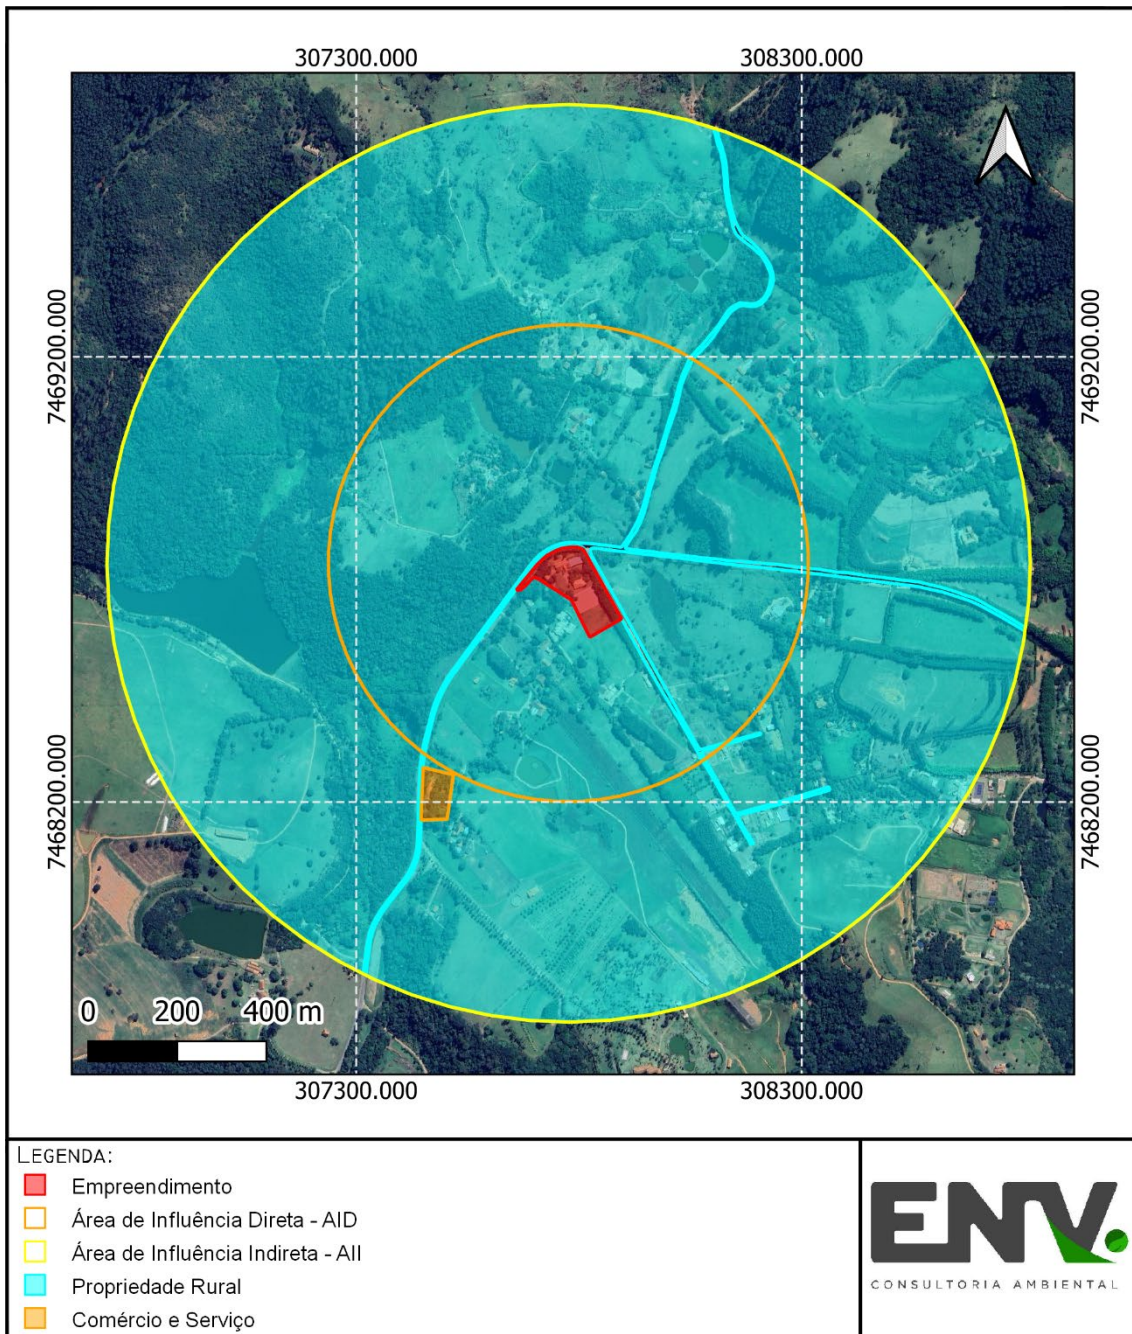 307300.000 308300.000
7469200.000 7469200.000
7468200.000 7468200.000
0 200 400 m
307300.000 308300.000
LEGENDA:
Empreendimento
Área de Influência Direta - AID
Área de Influência Indireta - AII
Propriedade Rural
Comércio e Serviço
ENV.
CONSULTORIA AMBIENTAL